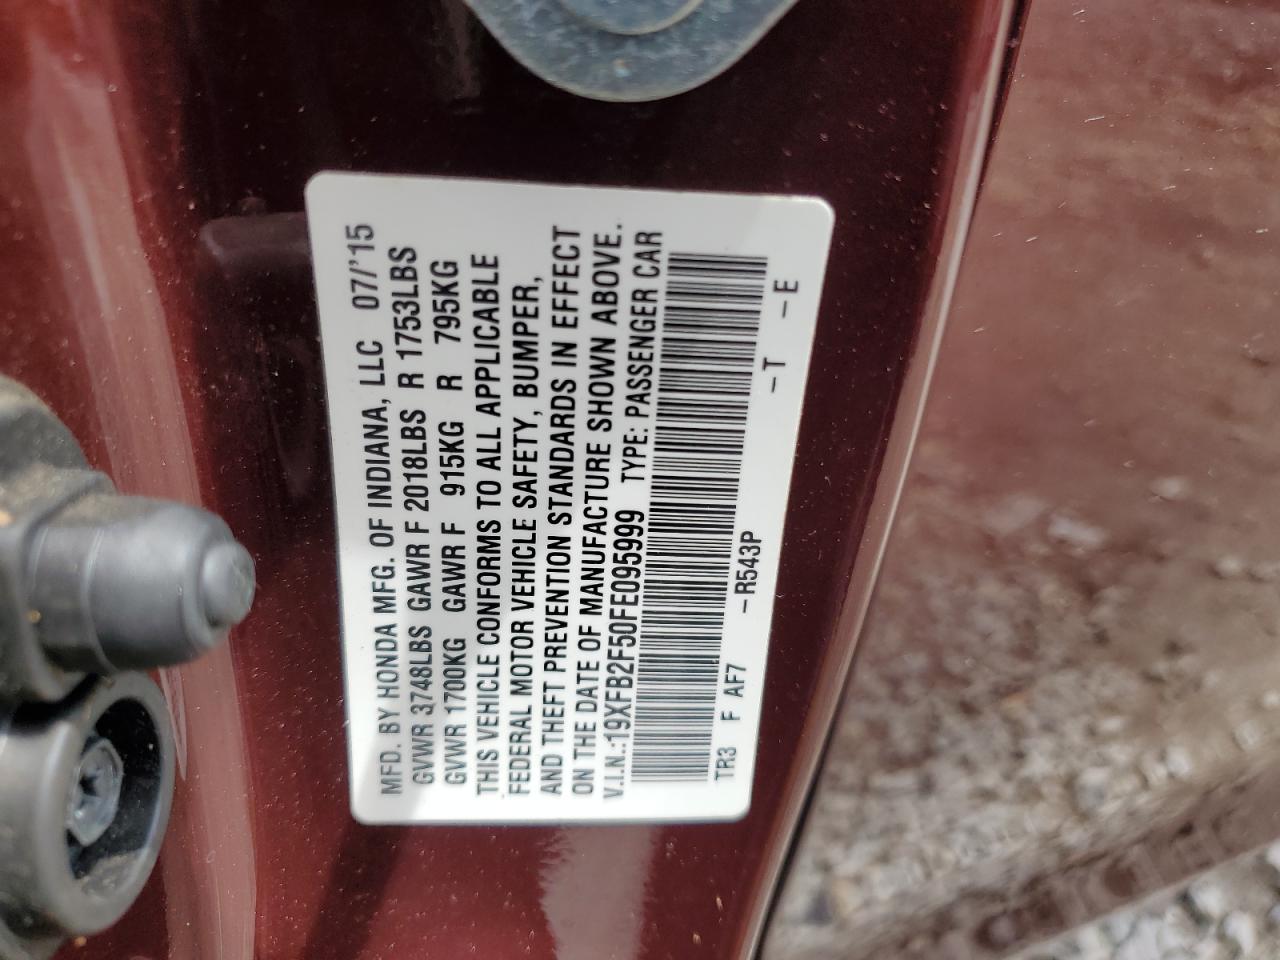 MFD. BY HONDA MFG. OF INDIANA, LLC 07/'15
GVWR 3748LBS GAWR F 2018LBS R 1753LBS
GVWR 1700KG GAWR F 915KG R 795KG
THIS VEHICLE CONFORMS TO ALL APPLICABLE
FEDERAL MOTOR VEHICLE SAFETY, BUMPER,
AND THEFT PREVENTION STANDARDS IN EFFECT
ON THE DATE OF MANUFACTURE SHOWN ABOVE.
V.I.N.:19XFB2F50FE095999 TYPE: PASSENGER CAR
TR3 F AF7 -R543P -T -E